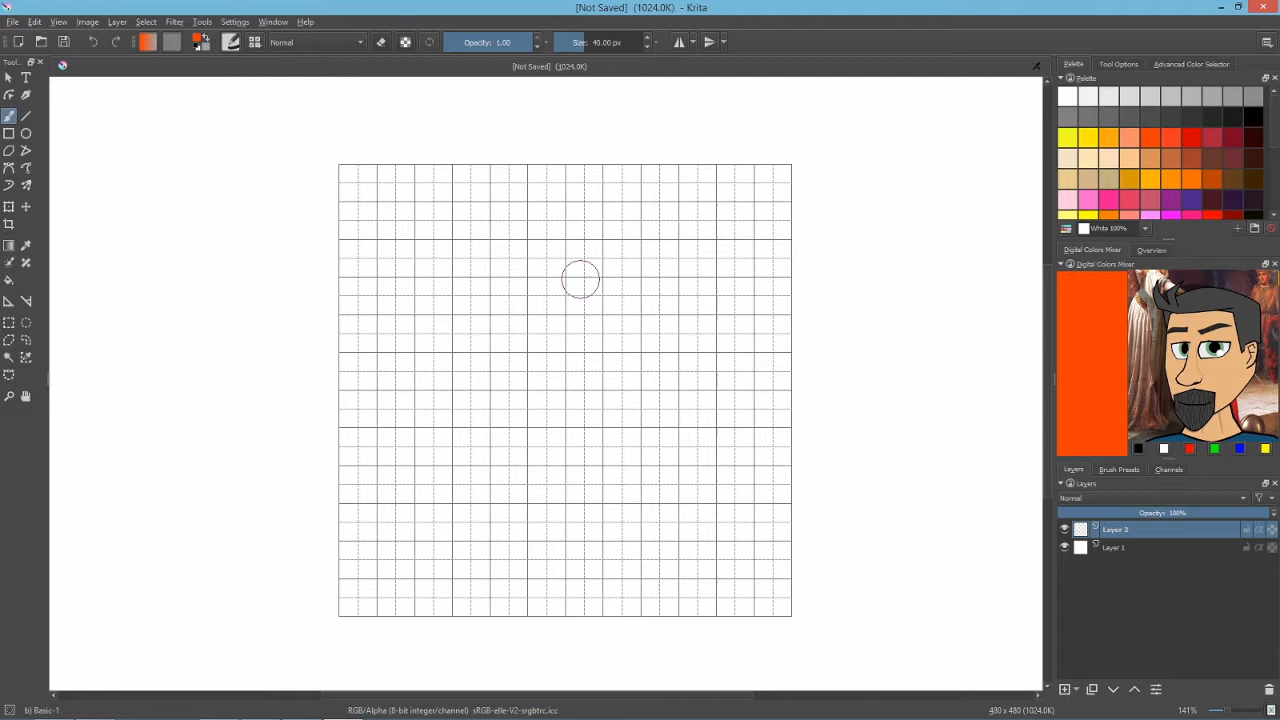 [Not Saved] (1024.0K) - Krita
File Edit View Image Layer Select Filter Tools Settings Window Help
Normal Opacity: 1.00 Size: 40.00 px
Tool... [Not Saved] (1024.0K) Palette Tool Options Advanced Color Selector
Palette
White 100%
Digital Colors Mixer Overview
Digital Colors Mixer
Layers Brush Presets Channels
Layers
Normal
Opacity: 100%
Layer 2
Layer 1
b) Basic-1 RGB/Alpha (8-bit integer/channel) sRGB-elle-V2-srgbtrc.icc 480 x 480 (1024.0K) 141%